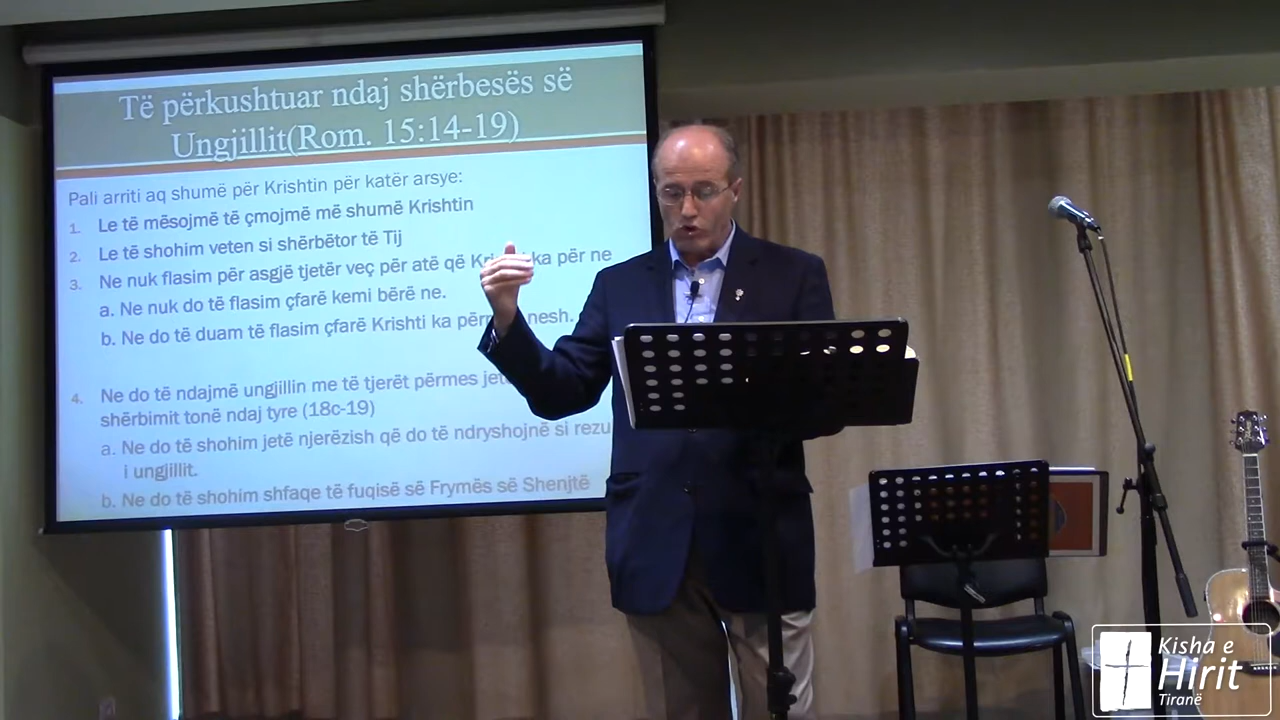 Të përkushtuar ndaj shërbesës së
Ungjillit(Rom. 15:14-19)
Pali arriti aq shumë për Krishtin për katër arsye:
1. Le të mësojmë të çmojmë më shumë Krishtin
2. Le të shohim veten si shërbëtor të Tij
3. Ne nuk flasim për asgjë tjetër veç për atë që ka për ne
a. Ne nuk do të flasim çfarë kemi bërë ne.
b. Ne do të duam të flasim çfarë Krishti ka nesh.
4. Ne do të ndajmë ungjillin me të tjerët përmes
shërbimit tonë ndaj tyre (18c-19)
a. Ne do të shohim jetë njerëzish që do të ndryshojnë si
i ungjillit.
b. Ne do të shohim shfaqe të fuqisë së Frymës së Shenjtë
Kisha e
Hirit
Tiranë